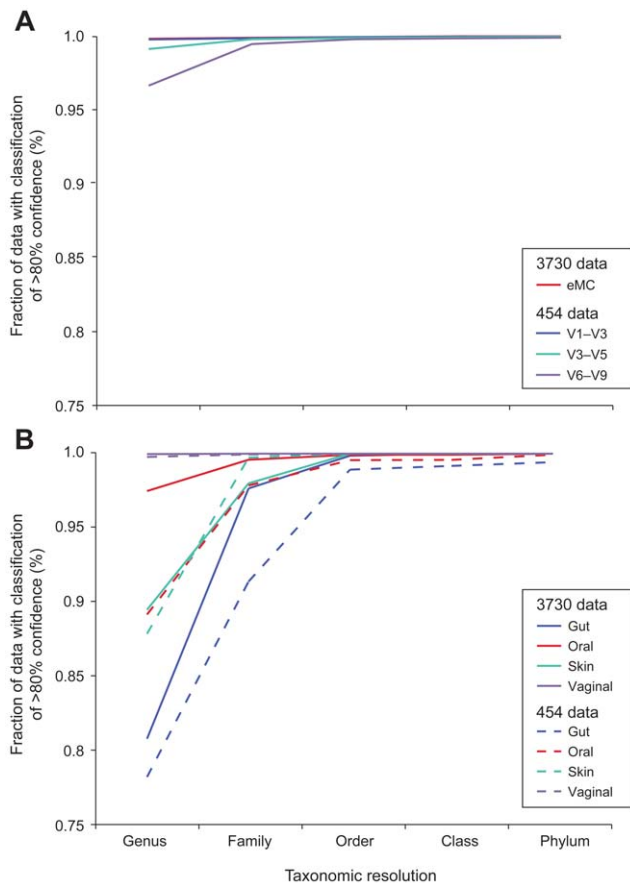 A
Fraction of data with classification
of >80% confidence (%)
1.0
0.95
0.9
0.85
0.8
0.75
3730 data
eMC
454 data
V1–V3
V3–V5
V6–V9
B
Fraction of data with classification
of >80% confidence (%)
1.0
0.95
0.9
0.85
0.8
0.75
3730 data
Gut
Oral
Skin
Vaginal
454 data
Gut
Oral
Skin
Vaginal
Genus Family Order Class Phylum
Taxonomic resolution